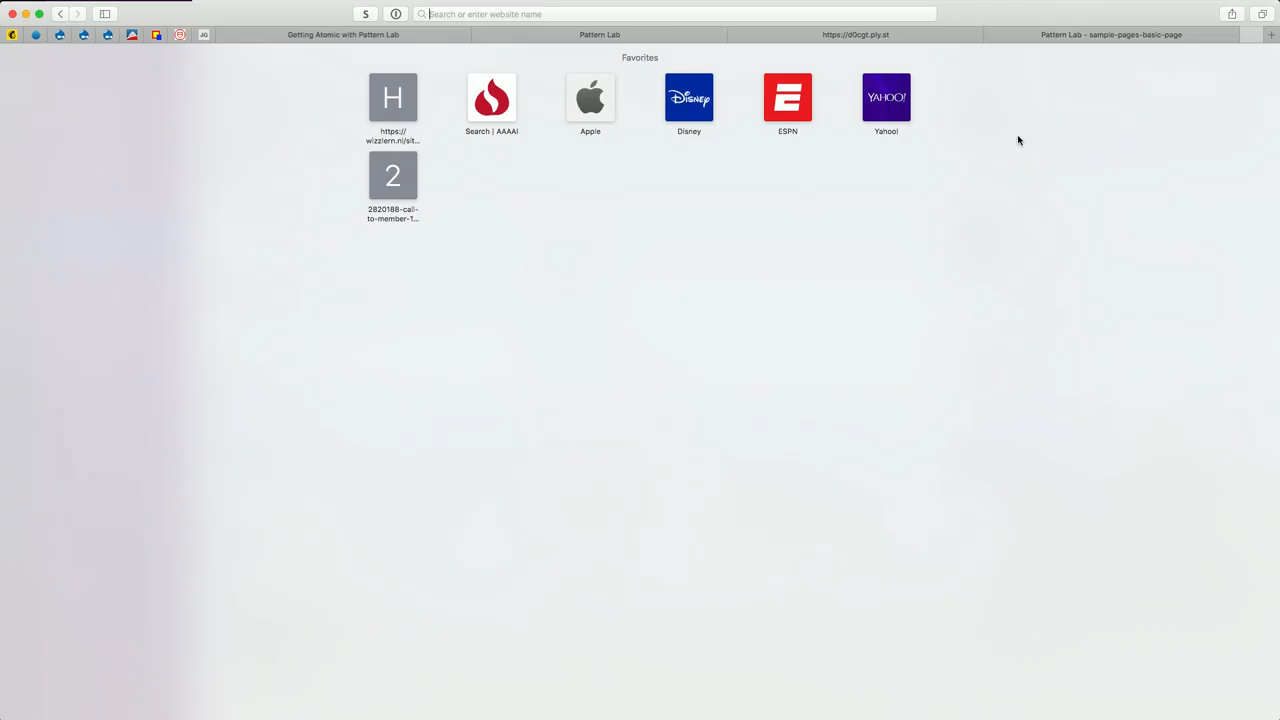 S
Search or enter website name
JG
Getting Atomic with Pattern Lab
Pattern Lab
https://d0cgt.ply.st
Pattern Lab - sample-pages-basic-page
Favorites
H
Disney
E
YAHOO!
https://
wizzlern.nl/sit...
Search | AAAAI
Apple
Disney
ESPN
Yahoo!
2
2820188-call-
to-member-1...